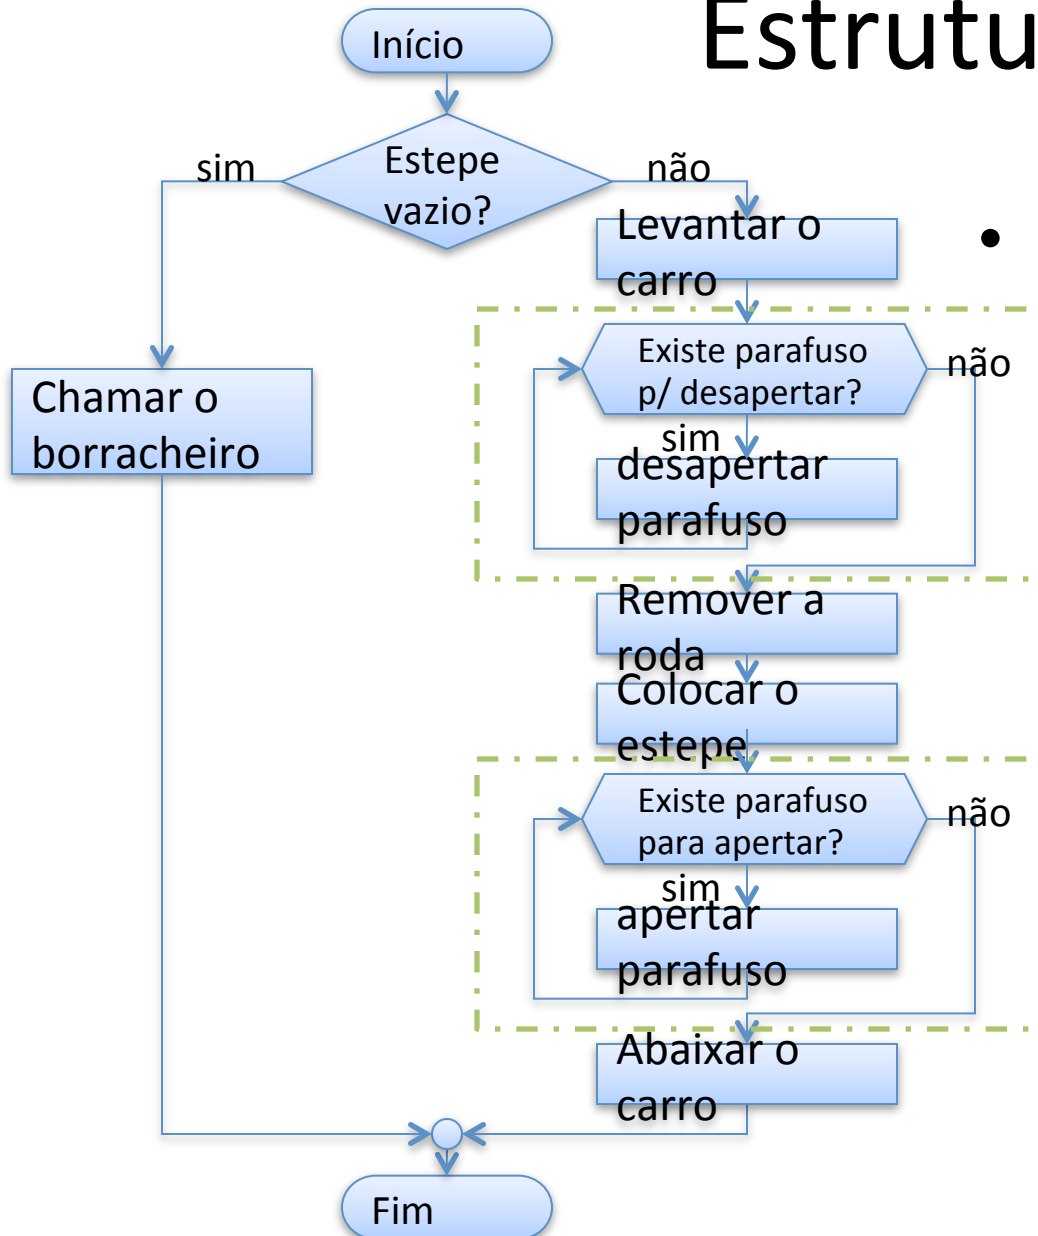 Estrutu
Início
Estepe
vazio?
sim
não
Levantar o
carro
•
Existe parafuso
p/ desapertar?
não
sim
desapertar
parafuso
Chamar o
borracheiro
Remover a
roda
Colocar o
estepe
Existe parafuso
para apertar?
não
sim
apertar
parafuso
Abaixar o
carro
Fim